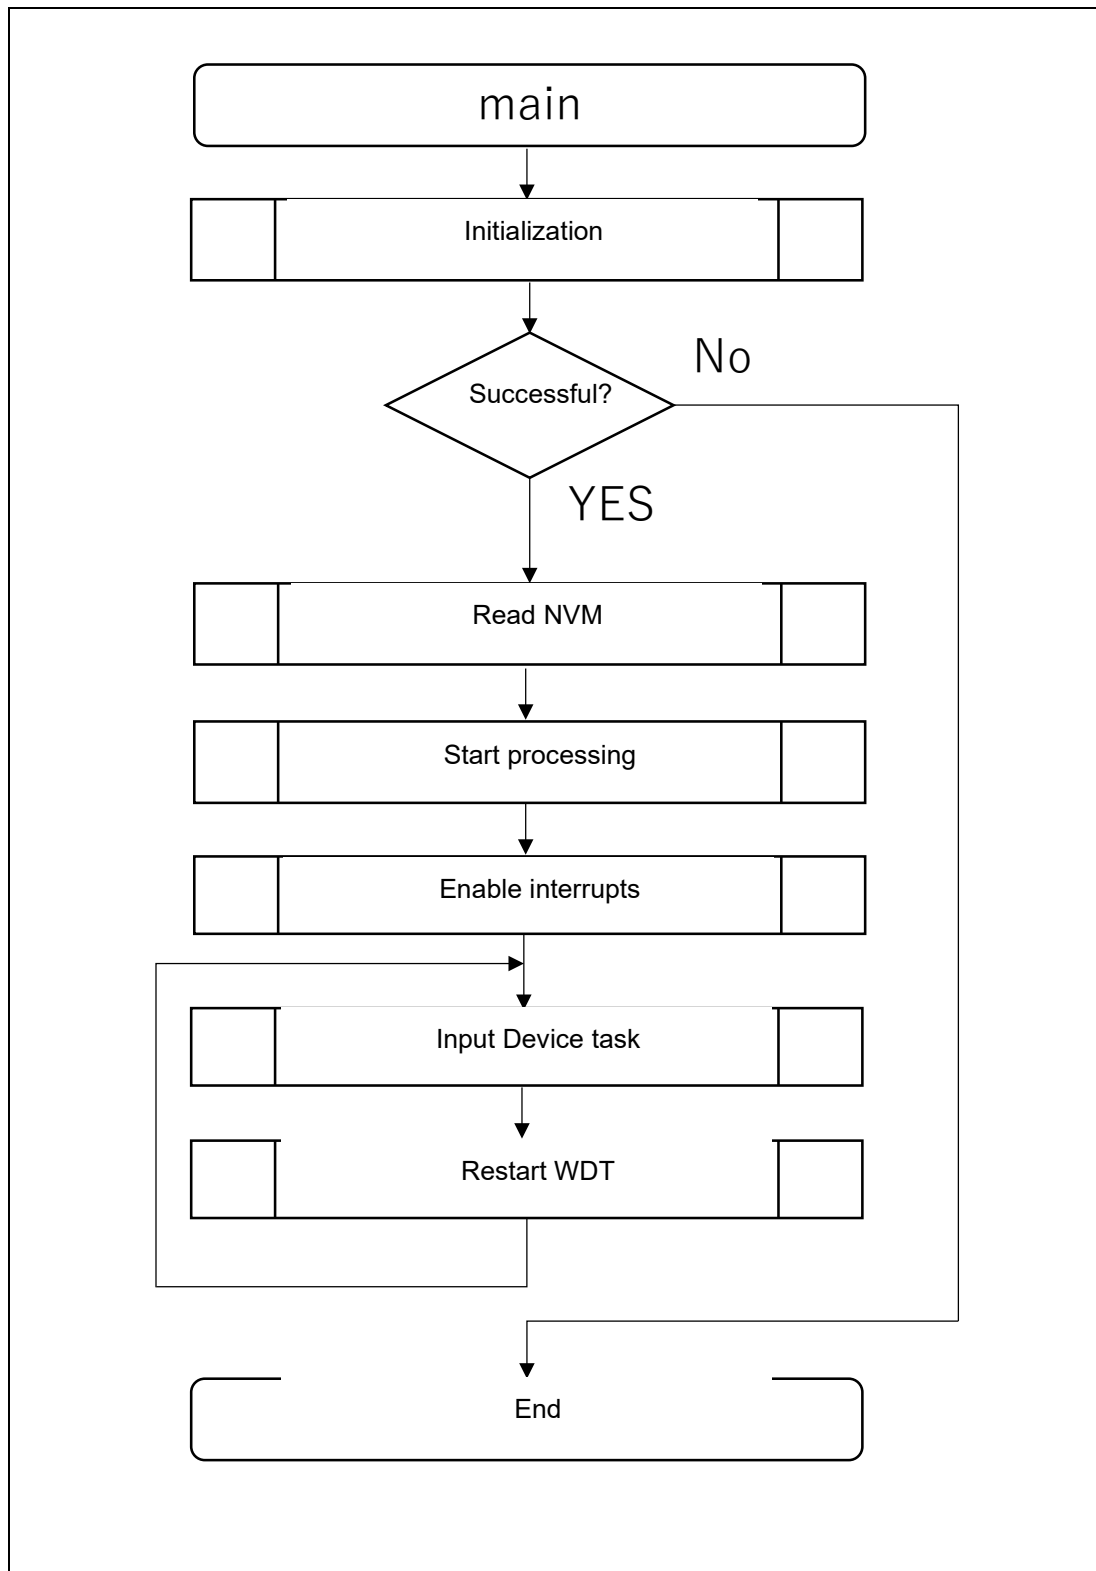 main
Initialization
Successful?
No
YES
Read NVM
Start processing
Enable interrupts
Input Device task
Restart WDT
End